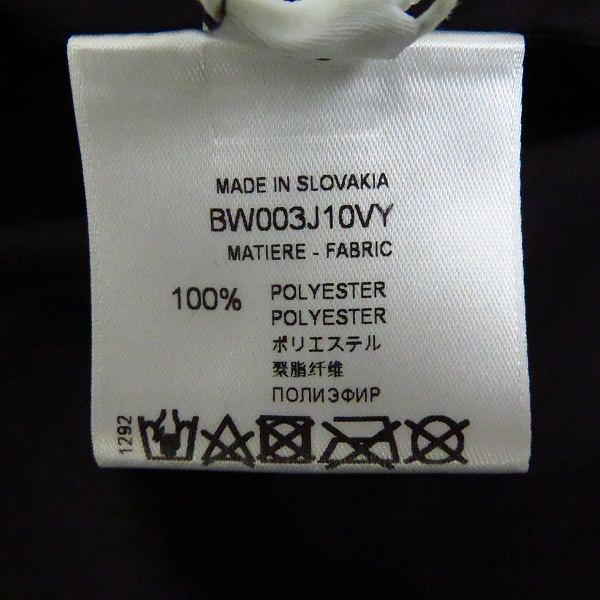 MADE IN SLOVAKIA
BW003J10VY
MATIERE - FABRIC
100% POLYESTER
POLYESTER
ポリエステル
聚脂纤维
ПОЛИЭФИР
1292